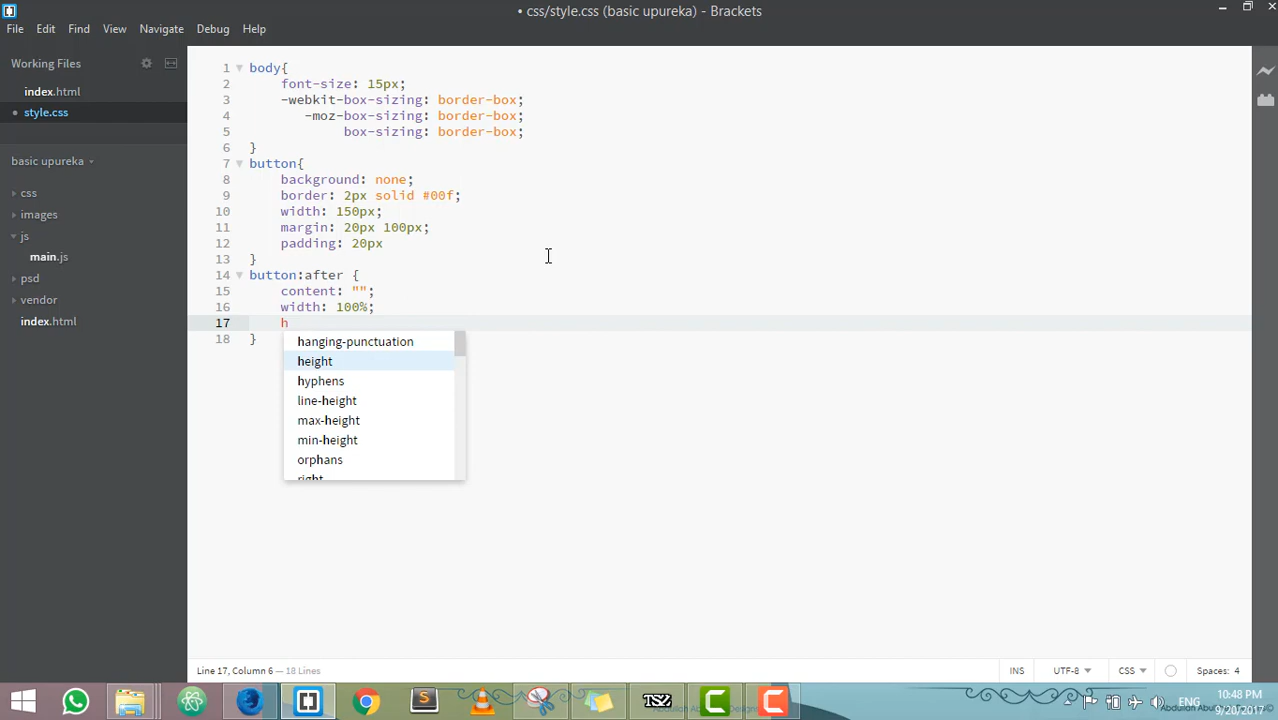 • css/style.css (basic upureka) - Brackets
File Edit Find View Navigate Debug Help
Working Files
index.html
• style.css
basic upureka
css
images
js
main.js
psd
vendor
index.html
1 body{
2 font-size: 15px;
3 -webkit-box-sizing: border-box;
4 -moz-box-sizing: border-box;
5 box-sizing: border-box;
6 }
7 button{
8 background: none;
9 border: 2px solid #00f;
10 width: 150px;
11 margin: 20px 100px;
12 padding: 20px
13 }
14 button:after {
15 content: "";
16 width: 100%;
17 h
18 }
hanging-punctuation
height
hyphens
line-height
max-height
min-height
orphans
right
Line 17, Column 6 — 18 Lines
INS UTF-8 CSS Spaces: 4
TSZ
ENG
10:48 PM
9/20/2017